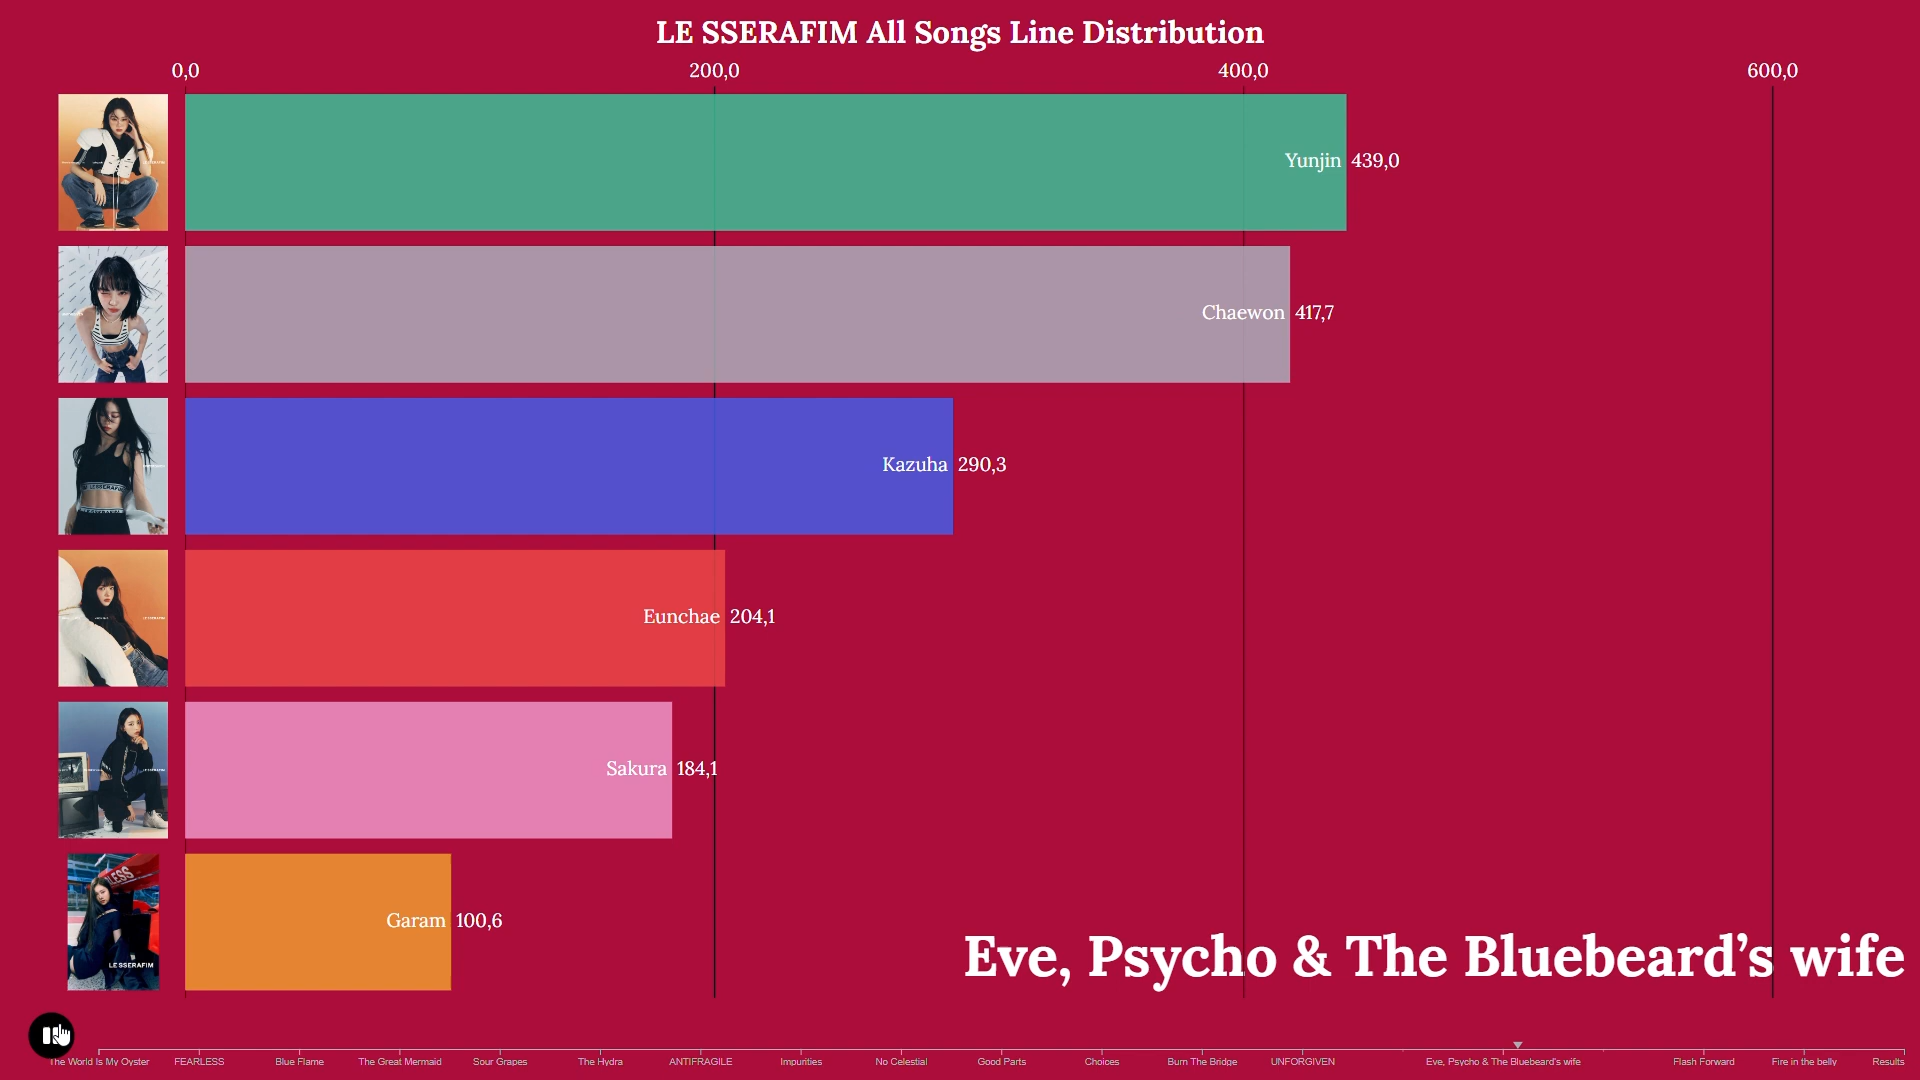 LE SSERAFIM All Songs Line Distribution
0,0 200,0 400,0 600,0
Yunjin 439,0
Chaewon 417,7
Kazuha 290,3
Eunchae 204,1
Sakura 184,1
Garam 100,6
LE SSERAFIM
Eve, Psycho & The Bluebeard’s wife
The World Is My Oyster FEARLESS Blue Flame The Great Mermaid Sour Grapes The Hydra ANTIFRAGILE Impurities No Celestial Good Parts Choices Burn The Bridge UNFORGIVEN Eve, Psycho & The Bluebeard's wife Flash Forward Fire in the belly Results